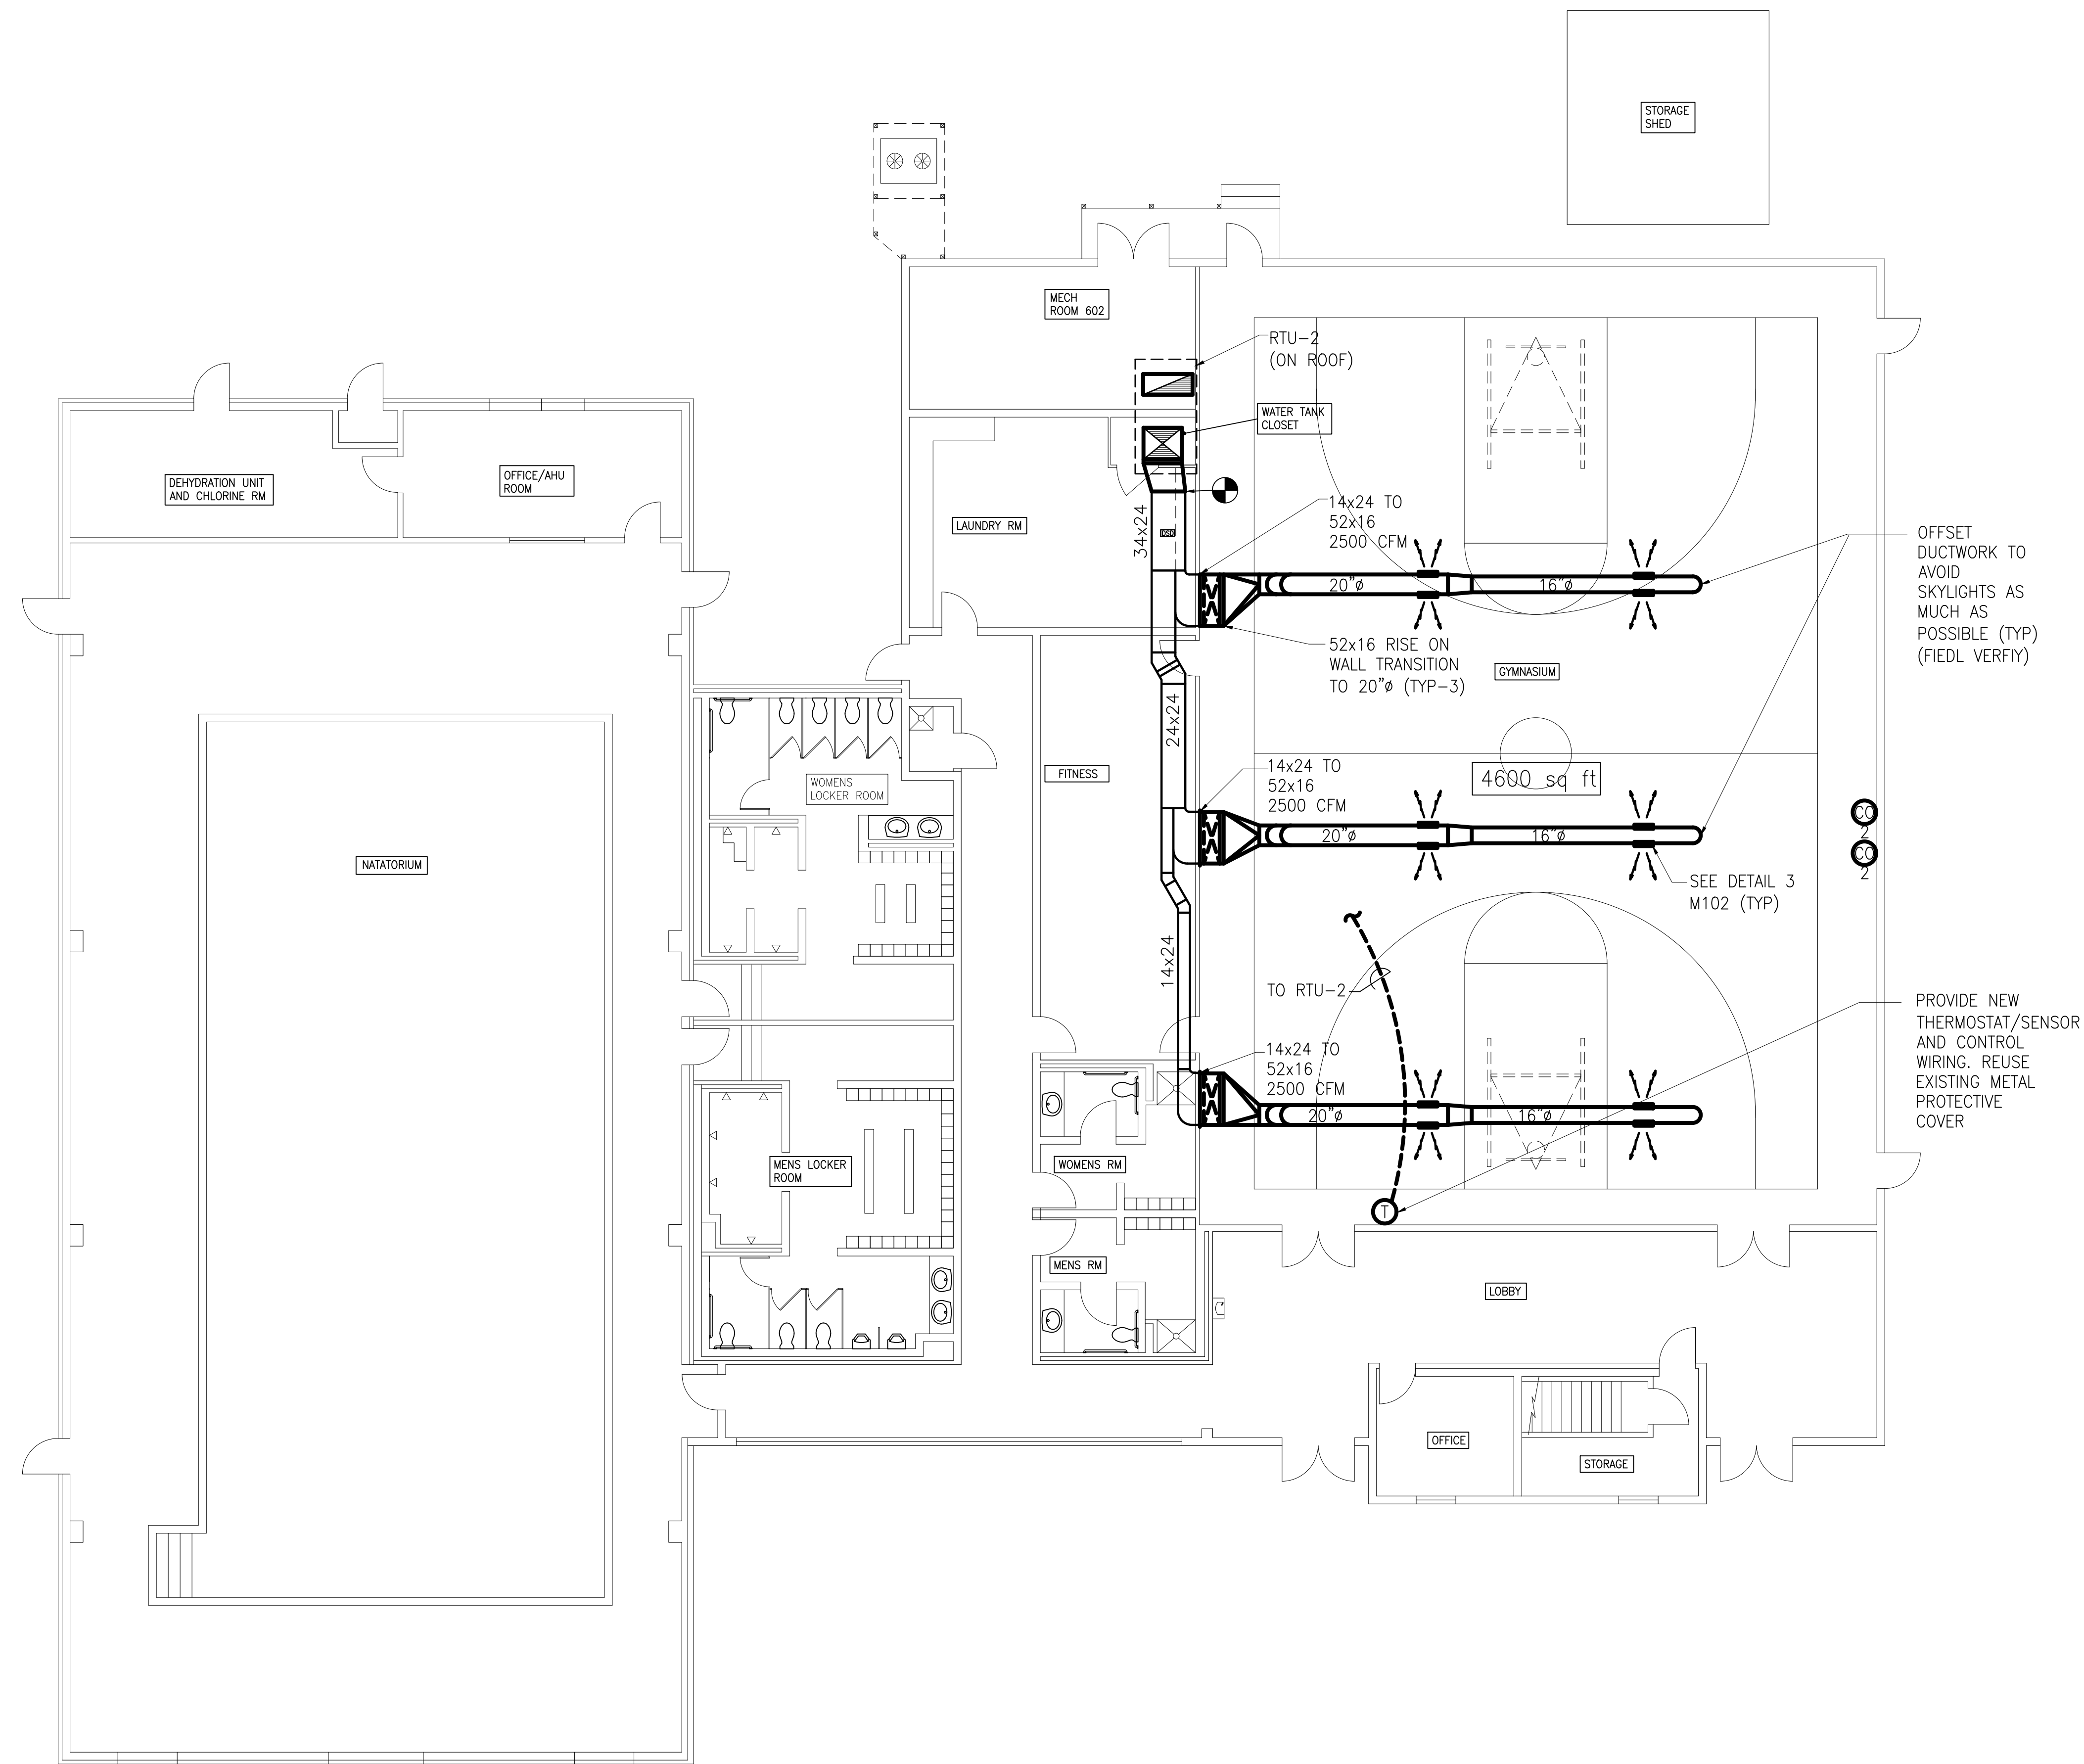 STORAGE
SHED
MECH
ROOM 602
RTU-2
(ON ROOF)
WATER TANK
CLOSET
DEHYDRATION UNIT
AND CHLORINE RM
OFFICE/AHU
ROOM
LAUNDRY RM
34x24
DSD
14x24 TO
52x16
2500 CFM
20"ø
16"ø
OFFSET
DUCTWORK TO
AVOID
SKYLIGHTS AS
MUCH AS
POSSIBLE (TYP)
(FIEDL VERFIY)
52x16 RISE ON
WALL TRANSITION
TO 20"ø (TYP-3)
GYMNASIUM
24x24
FITNESS
WOMENS
LOCKER ROOM
14x24 TO
52x16
2500 CFM
4600 sq ft
20"ø
16"ø
CO
2
CO
2
NATATORIUM
SEE DETAIL 3
M102 (TYP)
14x24
TO RTU-2
PROVIDE NEW
THERMOSTAT/SENSOR
AND CONTROL
WIRING. REUSE
EXISTING METAL
PROTECTIVE
COVER
14x24 TO
52x16
2500 CFM
20"ø
16"ø
MENS LOCKER
ROOM
WOMENS RM
T
MENS RM
LOBBY
OFFICE
STORAGE